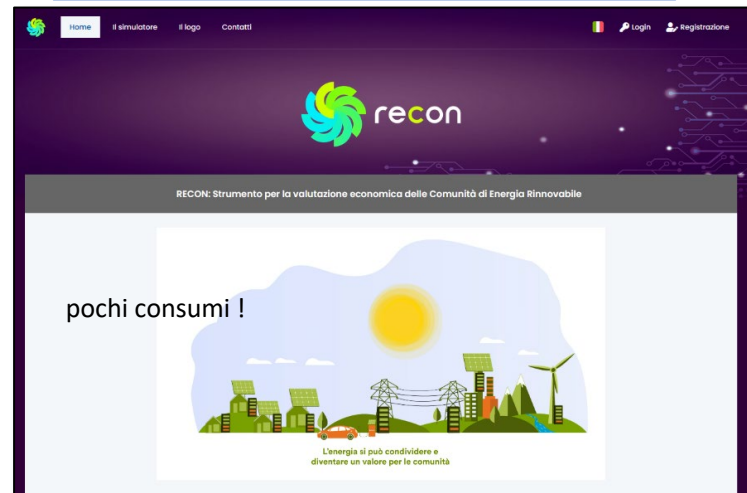 Home Il simulatore Il logo Contatti Login Registrazione
recon
RECON: Strumento per la valutazione economica delle Comunità di Energia Rinnovabile
pochi consumi !
L'energia si può condividere e
diventare un valore per le comunità